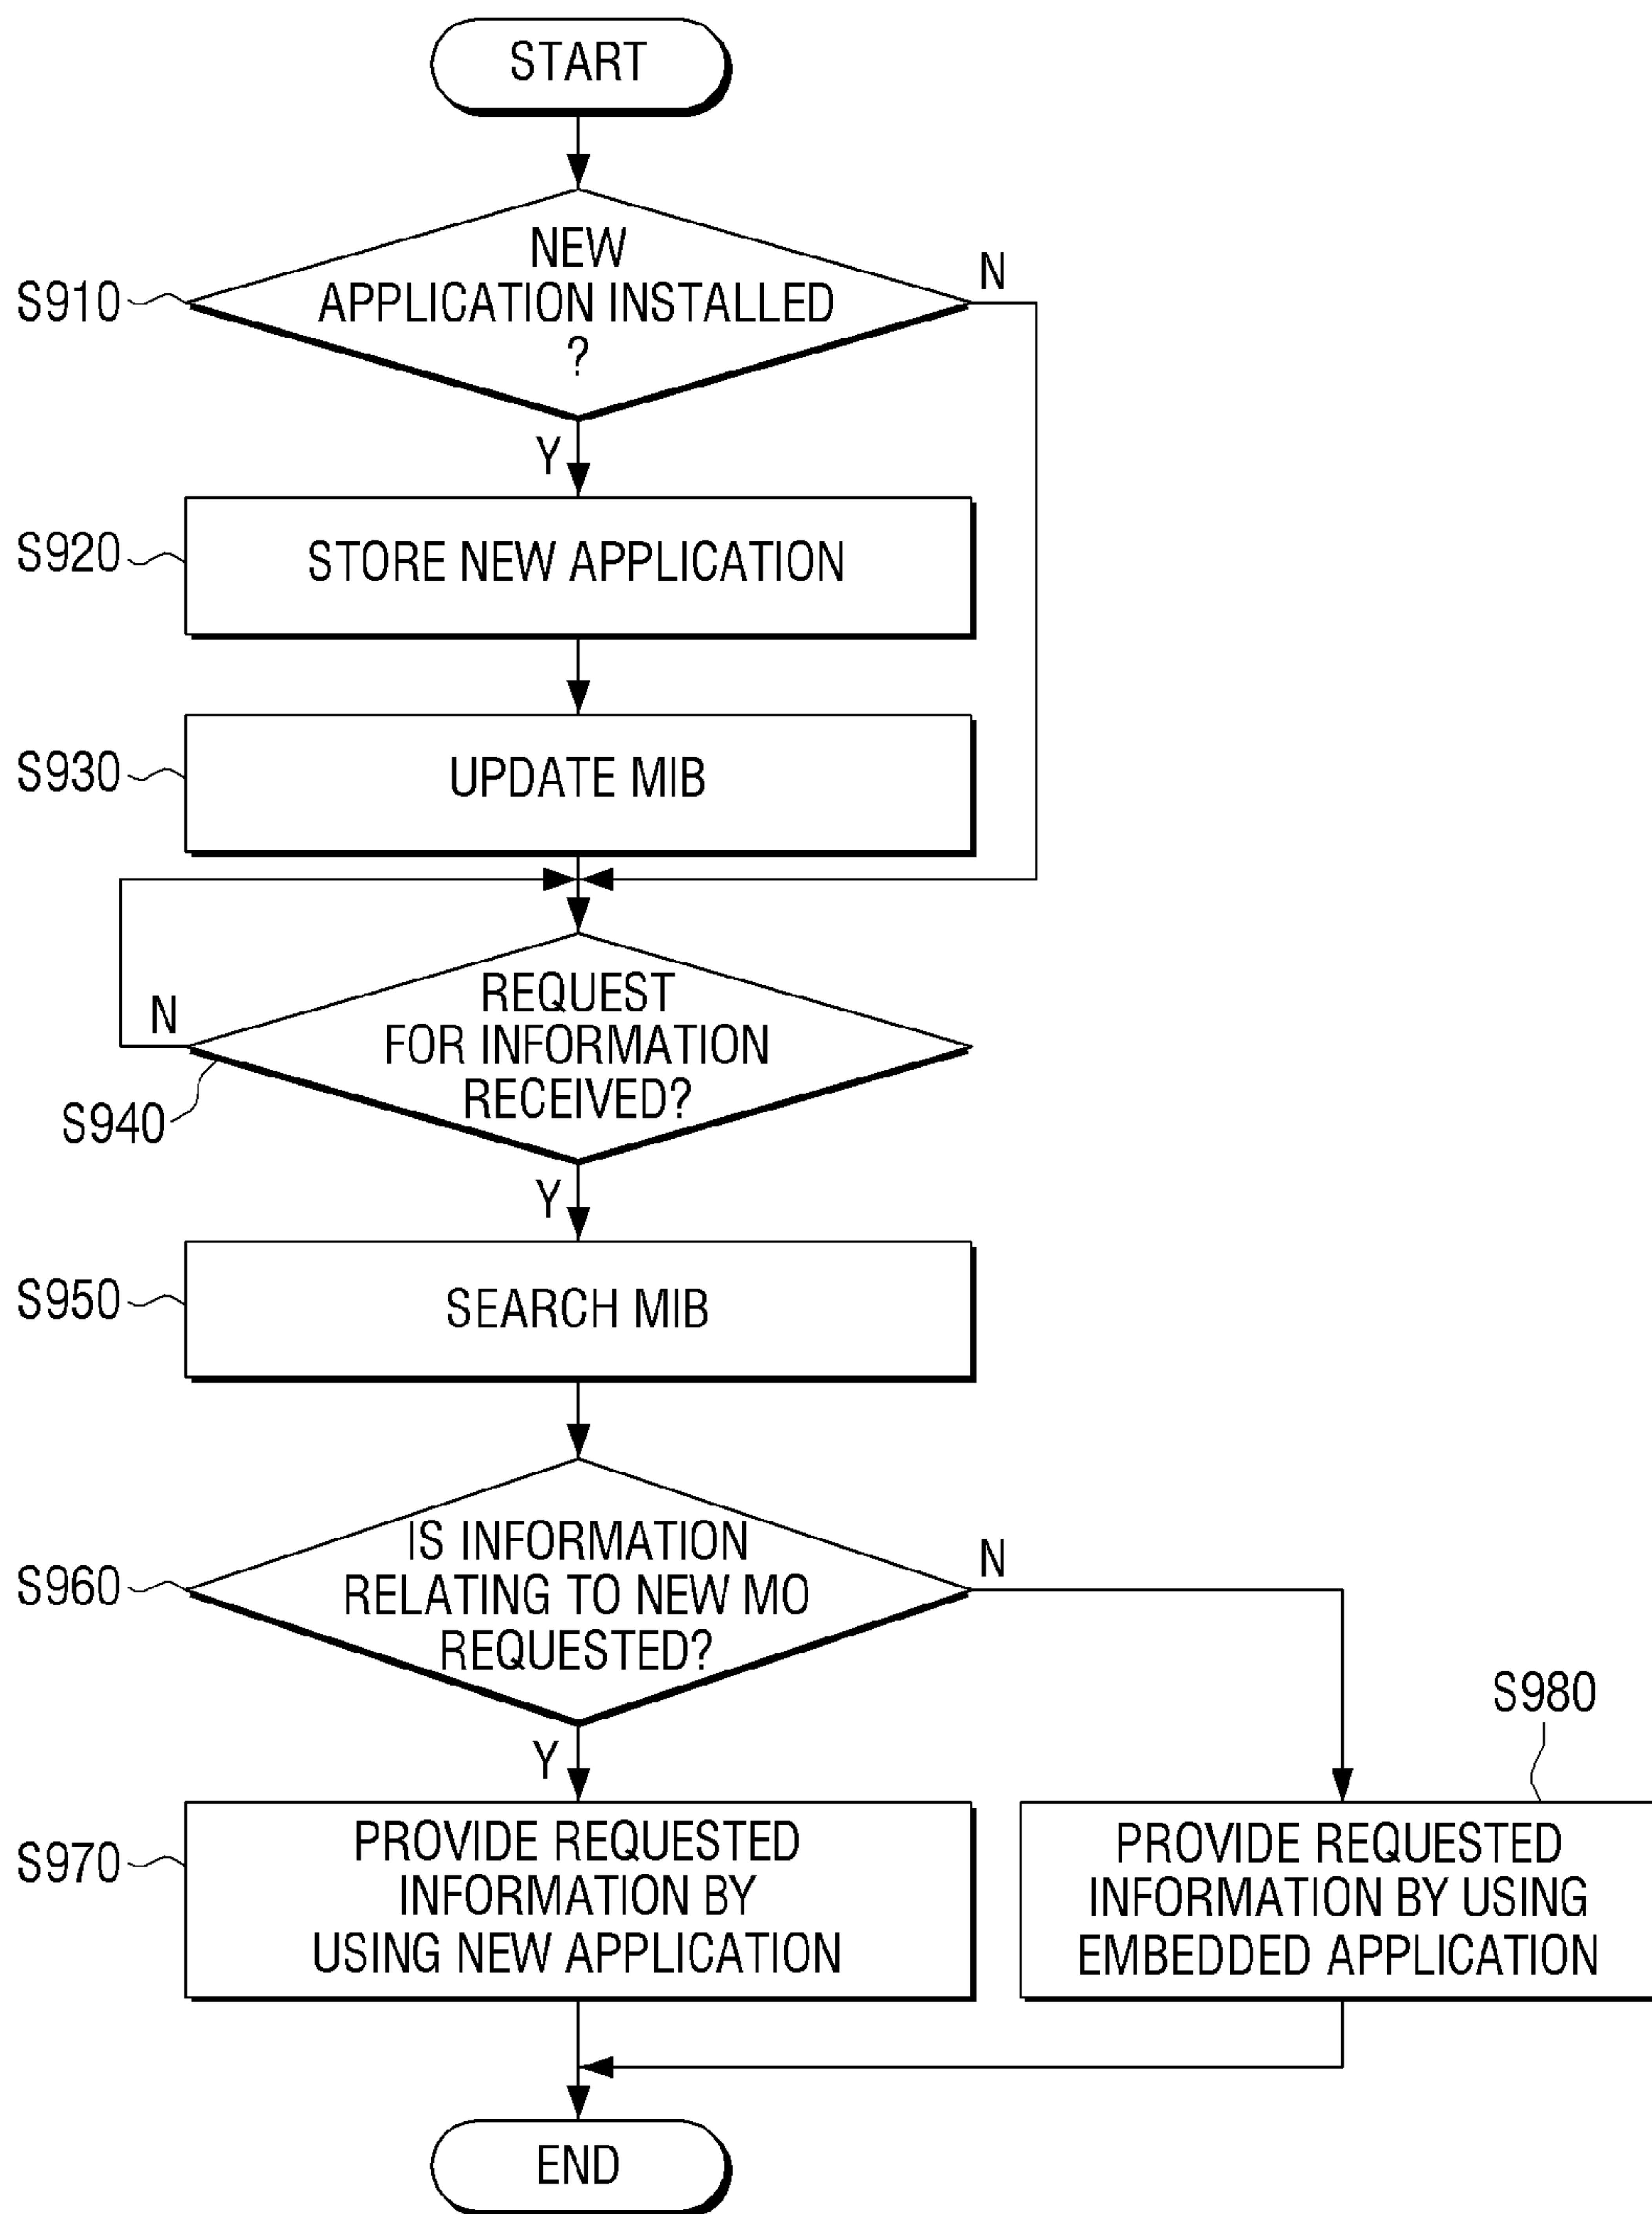 START
NEW
APPLICATION INSTALLED
?
N
S910
Y
STORE NEW APPLICATION
S920
UPDATE MIB
S930
REQUEST
FOR INFORMATION
RECEIVED?
N
S940
Y
SEARCH MIB
S950
IS INFORMATION
RELATING TO NEW MO
REQUESTED?
N
S960
Y
S980
PROVIDE REQUESTED
INFORMATION BY
USING NEW APPLICATION
S970
PROVIDE REQUESTED
INFORMATION BY USING
EMBEDDED APPLICATION
END